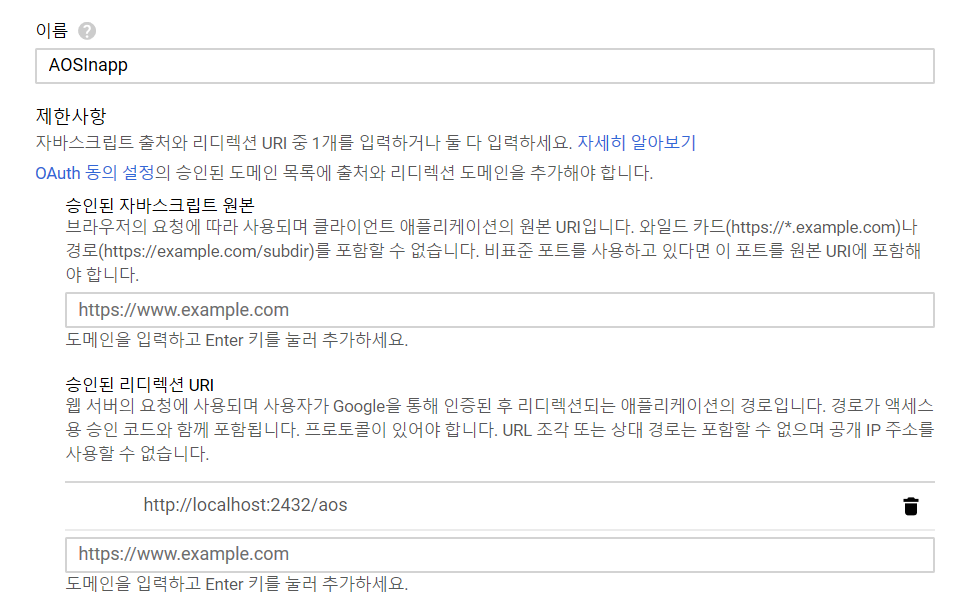 이름 ?
AOSInapp
제한사항
자바스크립트 출처와 리디렉션 URI 중 1개를 입력하거나 둘 다 입력하세요. 자세히 알아보기
OAuth 동의 설정의 승인된 도메인 목록에 출처와 리디렉션 도메인을 추가해야 합니다.
승인된 자바스크립트 원본
브라우저의 요청에 따라 사용되며 클라이언트 애플리케이션의 원본 URI입니다. 와일드 카드(https://*.example.com)나
경로(https://example.com/subdir)를 포함할 수 없습니다. 비표준 포트를 사용하고 있다면 이 포트를 원본 URI에 포함해
야 합니다.
https://www.example.com
도메인을 입력하고 Enter 키를 눌러 추가하세요.
승인된 리디렉션 URI
웹 서버의 요청에 사용되며 사용자가 Google을 통해 인증된 후 리디렉션되는 애플리케이션의 경로입니다. 경로가 액세스
용 승인 코드와 함께 포함됩니다. 프로토콜이 있어야 합니다. URL 조각 또는 상대 경로는 포함할 수 없으며 공개 IP 주소를
사용할 수 없습니다.
http://localhost:2432/aos
https://www.example.com
도메인을 입력하고 Enter 키를 눌러 추가하세요.